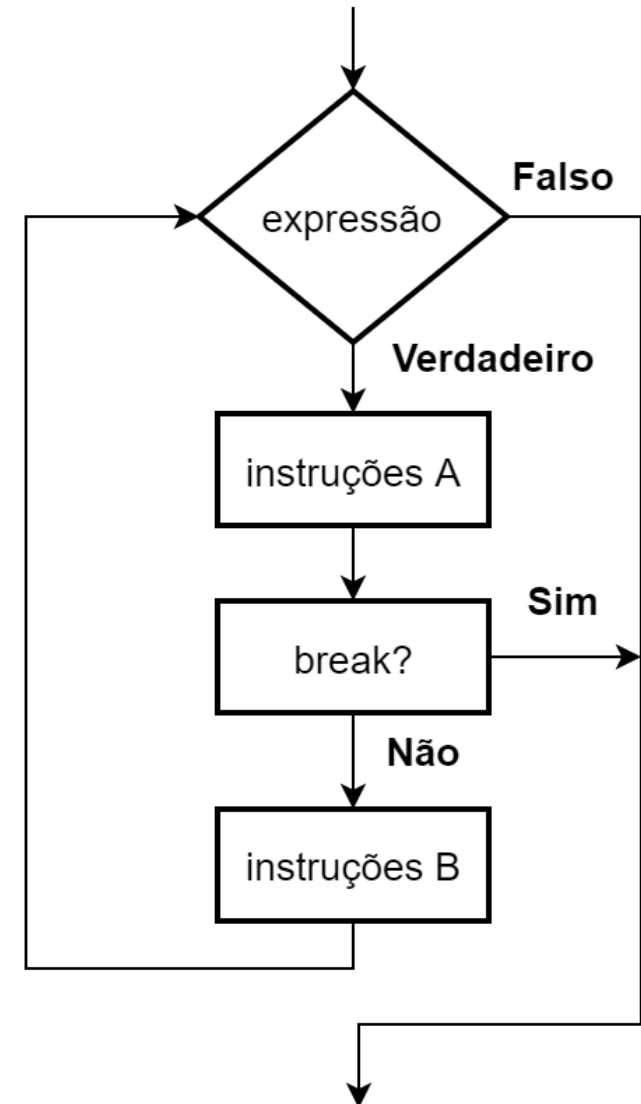 Falso
expressão
Verdadeiro
instruções A
Sim
break?
Não
instruções B